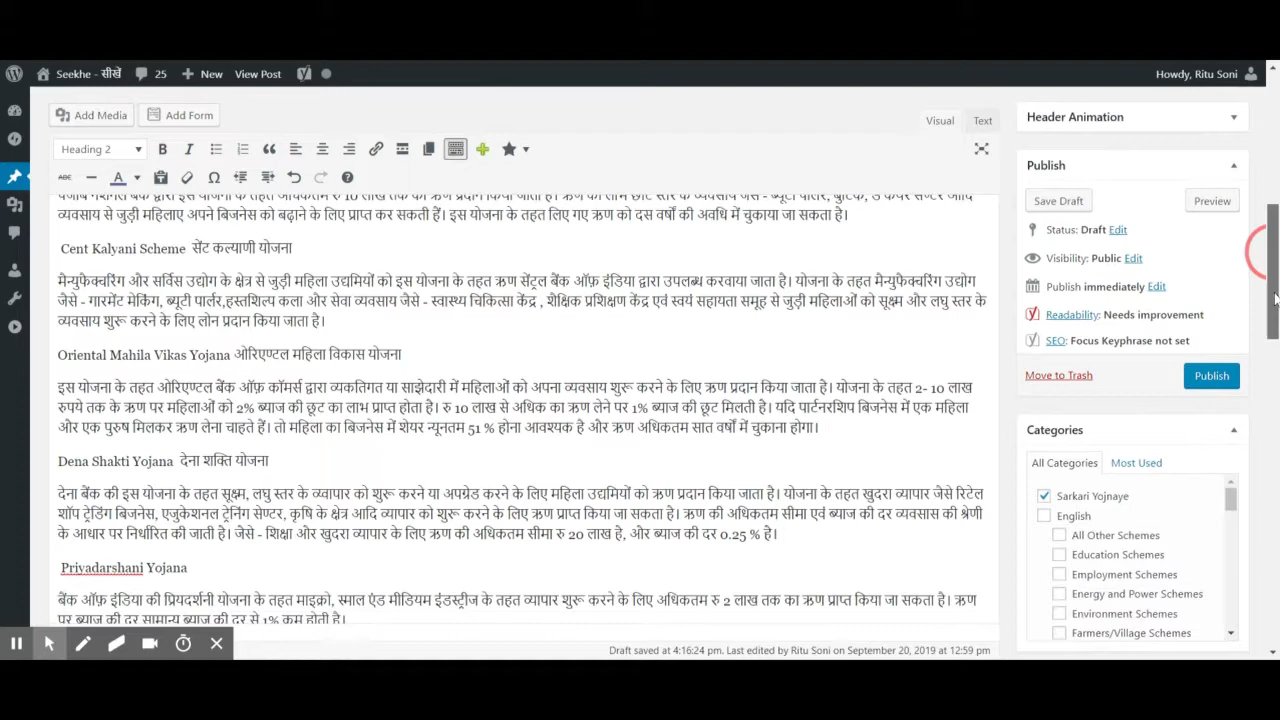 Seekhe - सीखें 25 New View Post Howdy, Ritu Soni
Add Media Add Form
Visual Text
Heading 2
व्यवसाय से जुड़ी महिलाए अपने बिजनेस को बढ़ाने के लिए प्राप्त कर सकती हैं। इस योजना के तहत लिए गए ऋण को दस वर्षों की अवधि में चुकाया जा सकता है।
Cent Kalyani Scheme सेंट कल्याणी योजना
मैन्युफैक्चरिंग और सर्विस उद्योग के क्षेत्र से जुड़ी महिला उद्यमियों को इस योजना के तहत ऋण सेंट्रल बैंक ऑफ़ इंडिया द्वारा उपलब्ध करवाया जाता है। योजना के तहत मैन्युफैक्चरिंग उद्योग
जैसे - गारमेंट मेकिंग, ब्यूटी पार्लर,हस्तशिल्प कला और सेवा व्यवसाय जैसे - स्वास्थ्य चिकिसा केंद्र , शैक्षिक प्रशिक्षण केंद्र एवं स्वयं सहायता समूह से जुड़ी महिलाओं को सूक्ष्म और लघु स्तर के
व्यवसाय शुरू करने के लिए लोन प्रदान किया जाता है।
Oriental Mahila Vikas Yojana ओरिएण्टल महिला विकास योजना
इस योजना के तहत ओरिएण्टल बैंक ऑफ़ कॉमर्स द्वारा व्यकतिगत या साझेदारी में महिलाओं को अपना व्यवसाय शुरू करने के लिए ऋण प्रदान किया जाता है। योजना के तहत 2- 10 लाख
रुपये तक के ऋण पर महिलाओं को 2% ब्याज की छूट का लाभ प्राप्त होता है। रु 10 लाख से अधिक का ऋण लेने पर 1% ब्याज की छूट मिलती है। यदि पार्टनरशिप बिजनेस में एक महिला
और एक पुरुष मिलकर ऋण लेना चाहते हें। तो महिला का बिजनेस में शेयर न्यूनतम 51 % होना आवश्यक है और ऋण अधिकतम सात वर्षों में चुकाना होगा।
Dena Shakti Yojana देना शक्ति योजना
देना बैंक की इस योजना के तहत सूक्ष्म, लघु स्तर के व्यापार को शुरू करने या अपग्रेड करने के लिए महिला उद्यमियों को ऋण प्रदान किया जाता है। योजना के तहत खुदरा व्यापार जैसे रिटेल
शॉप ट्रेडिंग बिजनेस, एजुकेशनल ट्रेनिंग सेण्टर, कृषि के क्षेत्र आदि व्यापार को शुरू करने के लिए ऋण प्राप्त किया जा सकता है। ऋण की अधिकतम सीमा एवं ब्याज की दर व्यवसास की श्रेणी
के आधार पर निर्धारित की जाती है। जैसे - शिक्षा और खुदरा व्यापार के लिए ऋण की अधिकतम सीमा रु 20 लाख हे, ओर ब्याज की दर 0.25 % है।
Priyadarshani Yojana
बैंक ऑफ़ इंडिया की प्रियदर्शनी योजना के तहत माइक्रो, स्माल एंड मीडियम इंडस्ट्रीज के तहत व्यापार शुरू करने के लिए अधिकतम रु 2 लाख तक का ऋण प्राप्त किया जा सकता है। ऋण
पर ब्याज की दर सामान्य ब्याज की दर से 1% कम होती है।
Draft saved at 4:16:24 pm. Last edited by Ritu Soni on September 20, 2019 at 12:59 pm
Header Animation
Publish
Save Draft Preview
Status: Draft Edit
Visibility: Public Edit
Publish immediately Edit
Readability: Needs improvement
SEO: Focus Keyphrase not set
Move to Trash Publish
Categories
All Categories Most Used
Sarkari Yojnaye
English
All Other Schemes
Education Schemes
Employment Schemes
Energy and Power Schemes
Environment Schemes
Farmers/Village Schemes